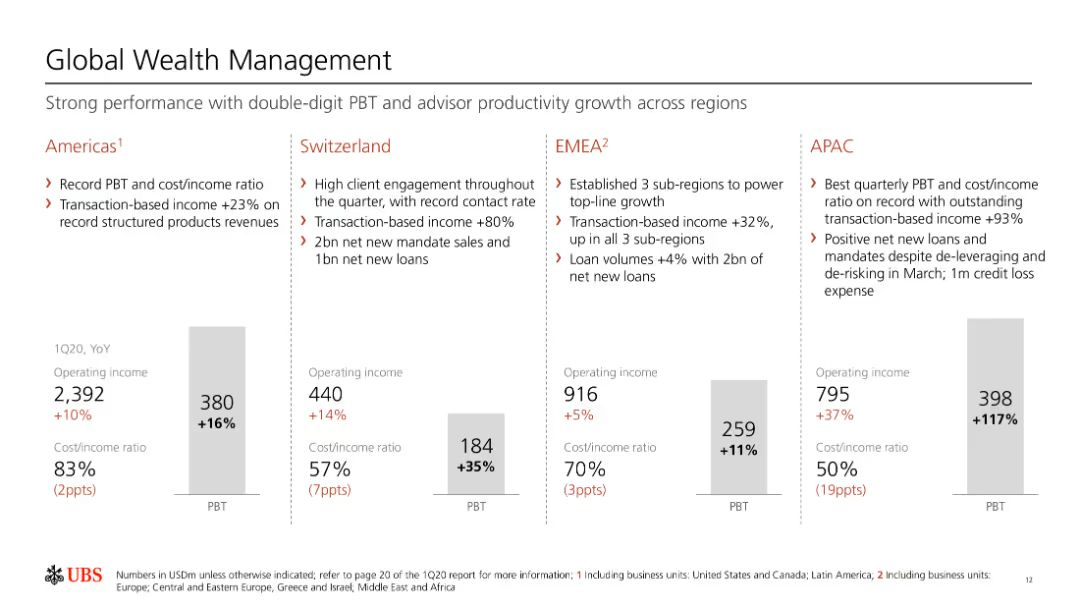 Global Wealth Management
Strong performance with double-digit PBT and advisor productivity growth across regions
Americas1
› Record PBT and cost/income ratio
› Transaction-based income +23% on
record structured products revenues
1Q20, YoY
Operating income
2,392
+10%
Cost/income ratio
83%
(2ppts)
380
+16%
PBT
Switzerland
› High client engagement throughout
the quarter, with record contact rate
› Transaction-based income +80%
› 2bn net new mandate sales and
1bn net new loans
Operating income
440
+14%
Cost/income ratio
57%
(7ppts)
184
+35%
PBT
EMEA2
› Established 3 sub-regions to power
top-line growth
› Transaction-based income +32%,
up in all 3 sub-regions
› Loan volumes +4% with 2bn of
net new loans
Operating income
916
+5%
Cost/income ratio
70%
(3ppts)
259
+11%
PBT
APAC
› Best quarterly PBT and cost/income
ratio on record with outstanding
transaction-based income +93%
› Positive net new loans and
mandates despite de-leveraging and
de-risking in March; 1m credit loss
expense
Operating income
795
+37%
Cost/income ratio
50%
(19ppts)
398
+117%
PBT
UBS
Numbers in USDm unless otherwise indicated; refer to page 20 of the 1Q20 report for more information; 1 Including business units: United States and Canada; Latin America, 2 Including business units:
Europe; Central and Eastern Europe, Greece and Israel; Middle East and Africa
12